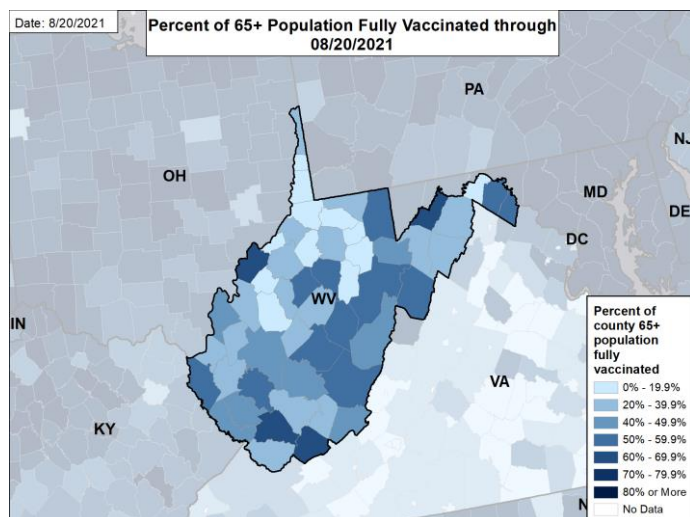 Date: 8/20/2021
Percent of 65+ Population Fully Vaccinated through
08/20/2021
PA
NJ
OH
MD
DE
DC
WV
IN
VA
KY
N
Percent of
county 65+
population
fully
vaccinated
0% - 19.9%
20% - 39.9%
40% - 49.9%
50% - 59.9%
60% - 69.9%
70% - 79.9%
80% or More
No Data